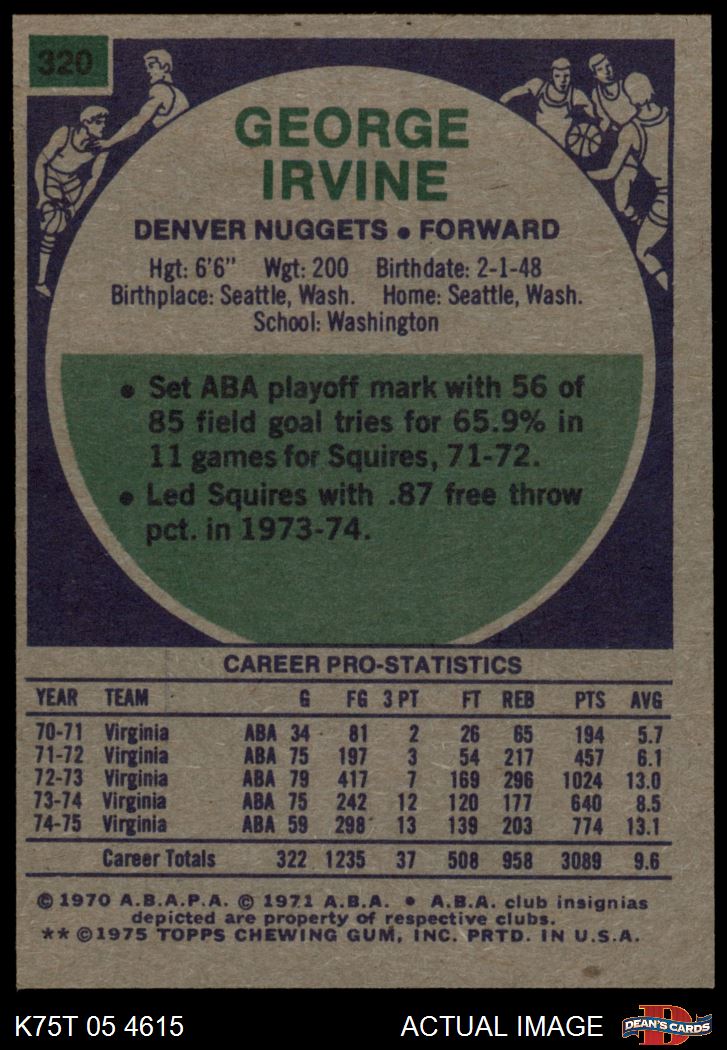 320
GEORGE
IRVINE
DENVER NUGGETS • FORWARD
Hgt: 6'6" Wgt: 200 Birthdate: 2-1-48
Birthplace: Seattle, Wash. Home: Seattle, Wash.
School: Washington
• Set ABA playoff mark with 56 of
85 field goal tries for 65.9% in
11 games for Squires, 71-72.
• Led Squires with .87 free throw
pct. in 1973-74.
CAREER PRO-STATISTICS
YEAR TEAM G FG 3 PT FT REB PTS AVG
70-71 Virginia ABA 34 81 2 26 65 194 5.7
71-72 Virginia ABA 75 197 3 54 217 457 6.1
72-73 Virginia ABA 79 417 7 169 296 1024 13.0
73-74 Virginia ABA 75 242 12 120 177 640 8.5
74-75 Virginia ABA 59 298 13 139 203 774 13.1
Career Totals 322 1235 37 508 958 3089 9.6
© 1970 A.B.A.P.A. © 1971 A.B.A. • A.B.A. club insignias
depicted are property of respective clubs.
** ©1975 TOPPS CHEWING GUM, INC. PRTD. IN U.S.A.
K75T 05 4615 ACTUAL IMAGE
D
DEAN'S CARDS